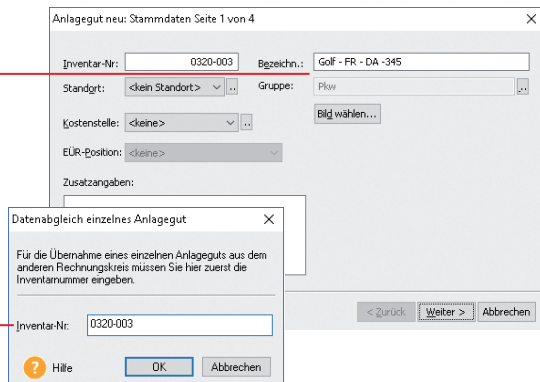 Anlagegut neu: Stammdaten Seite 1 von 4
Inventar-Nr: 0320-003 Bezeichn.: Golf - FR - DA -345
Standort: <kein Standort> .. Gruppe: Pkw ..
Kostenstelle: <keine> .. Bild wählen...
EÜR-Position: <keine>
Zusatzangaben:
< Zurück Weiter > Abbrechen
Datenabgleich einzelnes Anlagegut
Für die Übernahme eines einzelnen Anlageguts aus dem
anderen Rechnungskreis müssen Sie hier zuerst die
Inventarnummer eingeben.
Inventar-Nr: 0320-003
? Hilfe OK Abbrechen